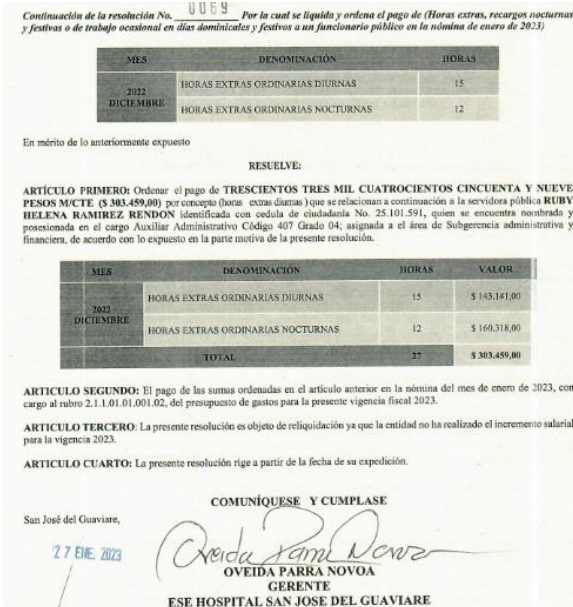 Continuación de la resolución No. 0059 Por la cual se liquida y ordena el pago de (Horas extras, recargos nocturnas
y festivas o de trabajo ocasional en días dominicales y festivos a un funcionario público en la nómina de enero de 2023)
MES DENOMINACIÓN HORAS
2022 DICIEMBRE HORAS EXTRAS ORDINARIAS DIURNAS 15
HORAS EXTRAS ORDINARIAS NOCTURNAS 12
En mérito de lo anteriormente expuesto
RESUELVE:
ARTÍCULO PRIMERO: Ordenar el pago de TRESCIENTOS TRES MIL CUATROCIENTOS CINCUENTA Y NUEVE
PESOS M/CTE ($ 303.459,00) por concepto (horas extras diurnas ) que se relacionan a continuación a la servidora pública RUBY
HELENA RAMIREZ RENDON identificada con cedula de ciudadanía No. 25.101.591, quien se encuentra nombrada y
posesionada en el cargo Auxiliar Administrativo Código 407 Grado 04; asignada a el área de Subgerencia administrativa y
financiera, de acuerdo con lo expuesto en la parte motiva de la presente resolución.
MES DENOMINACIÓN HORAS VALOR
2022 DICIEMBRE HORAS EXTRAS ORDINARIAS DIURNAS 15 $ 143.141,00
HORAS EXTRAS ORDINARIAS NOCTURNAS 12 $ 160.318,00
TOTAL 27 $ 303.459,00
ARTICULO SEGUNDO: El pago de las sumas ordenadas en el artículo anterior en la nómina del mes de enero de 2023, con
cargo al rubro 2.1.1.01.01.001.02, del presupuesto de gastos para la presente vigencia fiscal 2023.
ARTICULO TERCERO: La presente resolución es objeto de reliquidación ya que la entidad no ha realizado el incremento salarial
para la vigencia 2023.
ARTICULO CUARTO: La presente resolución rige a partir de la fecha de su expedición.
COMUNÍQUESE Y CUMPLASE
San José del Guaviare,
27 ENE. 2023
Oveida Parra Novoa
OVEIDA PARRA NOVOA
GERENTE
ESE HOSPITAL SAN JOSE DEL GUAVIARE